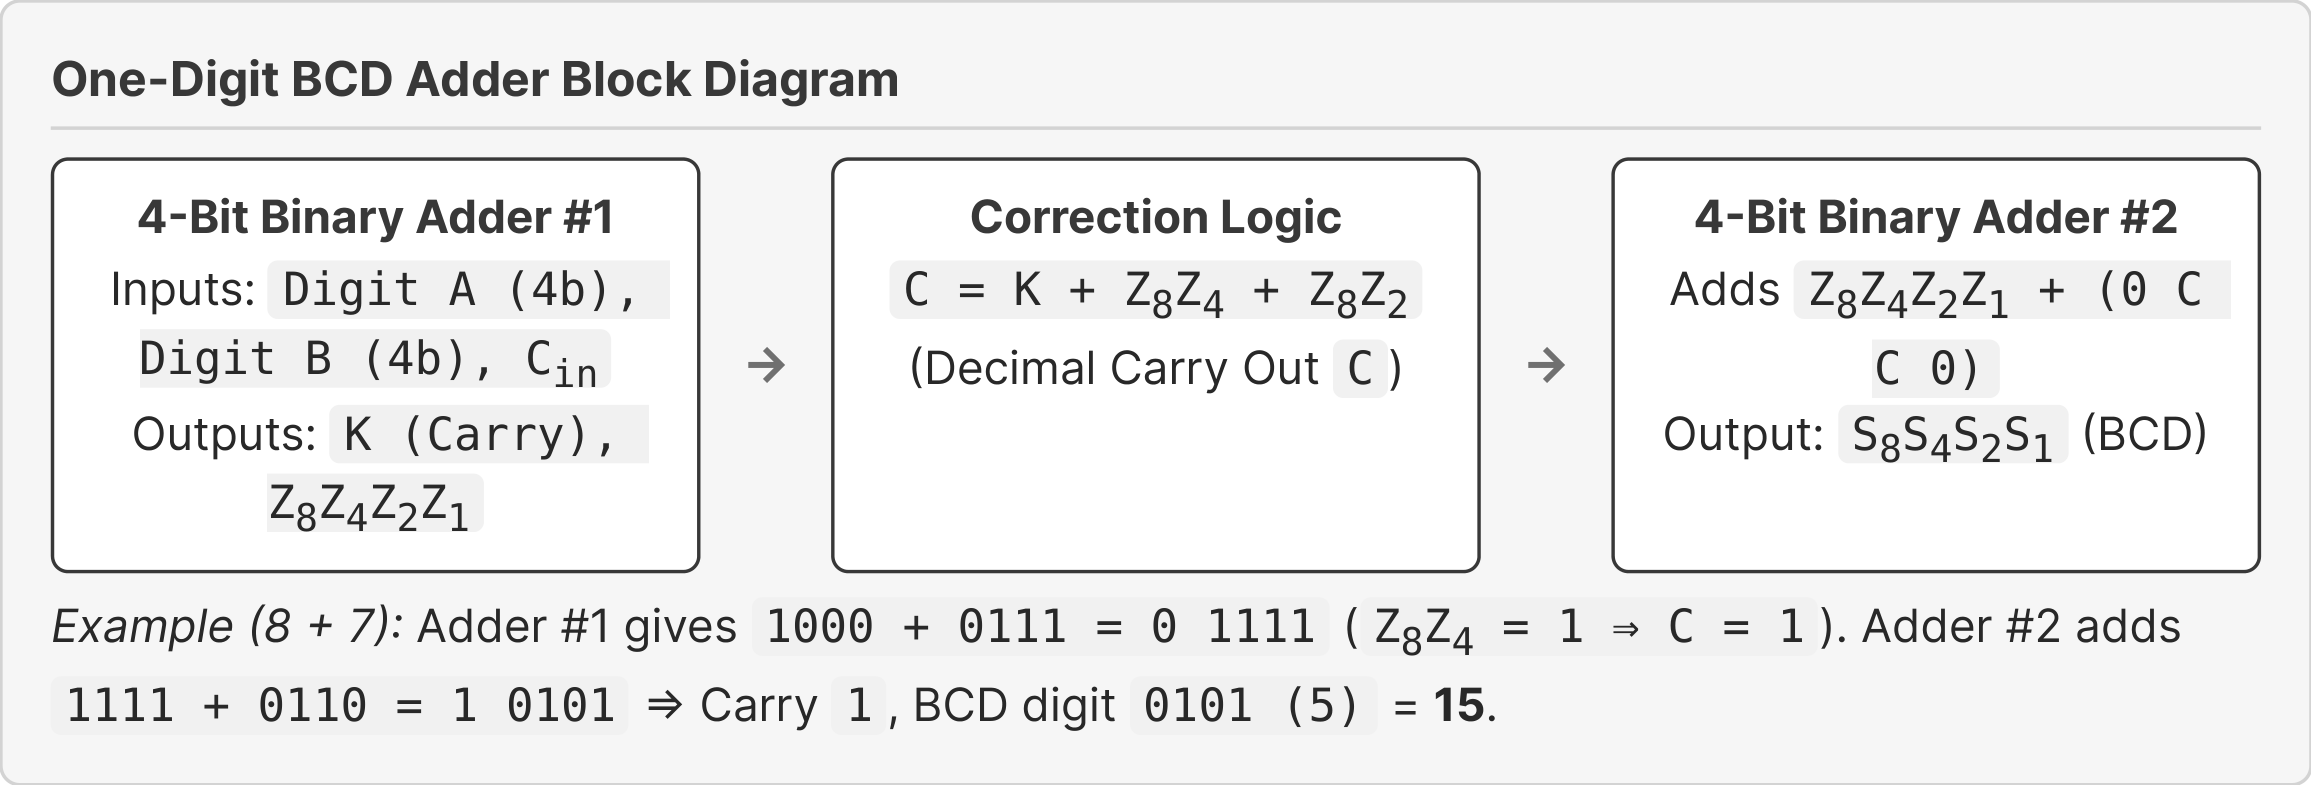 One-Digit BCD Adder Block Diagram
4-Bit Binary Adder #1
Inputs: Digit A (4b),
Digit B (4b), Cᵢₙ
Outputs: K (Carry),
Z₈Z₄Z₂Z₁
→
Correction Logic
C = K + Z₈Z₄ + Z₈Z₂
(Decimal Carry Out C)
→
4-Bit Binary Adder #2
Adds Z₈Z₄Z₂Z₁ + (0 C
C 0)
Output: S₈S₄S₂S₁ (BCD)
Example (8 + 7): Adder #1 gives 1000 + 0111 = 0 1111 (Z₈Z₄ = 1 ⇒ C = 1). Adder #2 adds
1111 + 0110 = 1 0101 ⇒ Carry 1, BCD digit 0101 (5) = 15.